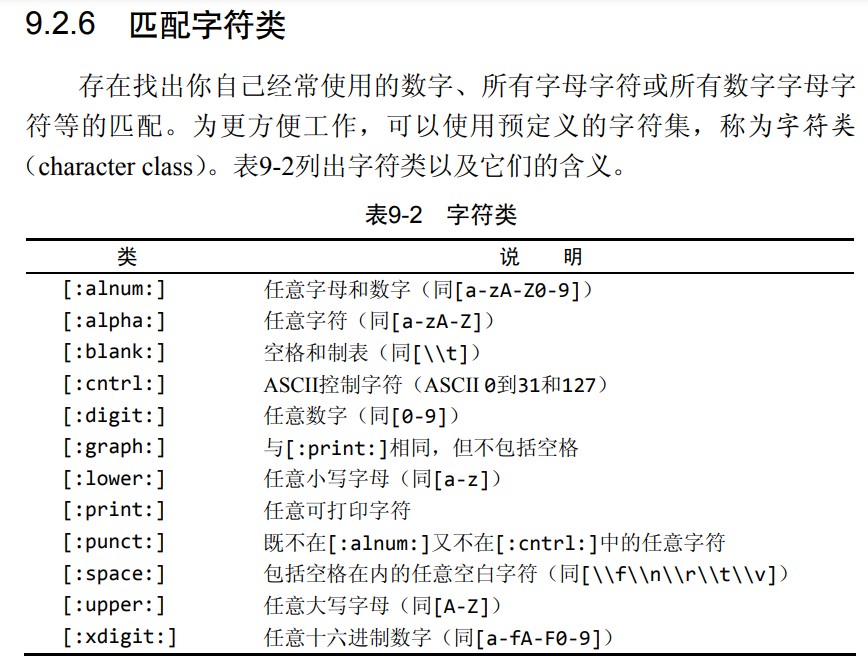 9.2.6 匹配字符类
存在找出你自己经常使用的数字、所有字母字符或所有数字字母字
符等的匹配。为更方便工作，可以使用预定义的字符集，称为字符类
（character class）。表9-2列出字符类以及它们的含义。
表9-2 字符类
类 说 明
[:alnum:] 任意字母和数字（同[a-zA-Z0-9]）
[:alpha:] 任意字符（同[a-zA-Z]）
[:blank:] 空格和制表（同[\\t]）
[:cntrl:] ASCII控制字符（ASCII 0到31和127）
[:digit:] 任意数字（同[0-9]）
[:graph:] 与[:print:]相同，但不包括空格
[:lower:] 任意小写字母（同[a-z]）
[:print:] 任意可打印字符
[:punct:] 既不在[:alnum:]又不在[:cntrl:]中的任意字符
[:space:] 包括空格在内的任意空白字符（同[\\f\\n\\r\\t\\v]）
[:upper:] 任意大写字母（同[A-Z]）
[:xdigit:] 任意十六进制数字（同[a-fA-F0-9]）